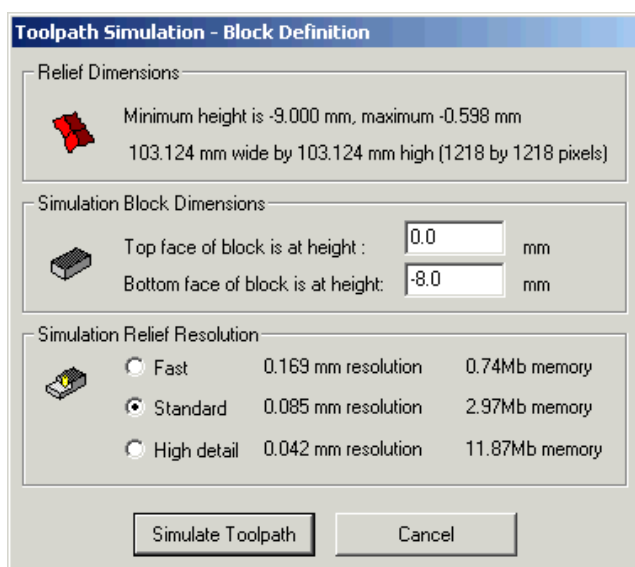 Toolpath Simulation - Block Definition
Relief Dimensions
Minimum height is -9.000 mm, maximum -0.598 mm
103.124 mm wide by 103.124 mm high (1218 by 1218 pixels)
Simulation Block Dimensions
Top face of block is at height : 0.0 mm
Bottom face of block is at height: -8.0 mm
Simulation Relief Resolution
Fast 0.169 mm resolution 0.74Mb memory
Standard 0.085 mm resolution 2.97Mb memory
High detail 0.042 mm resolution 11.87Mb memory
Simulate Toolpath Cancel